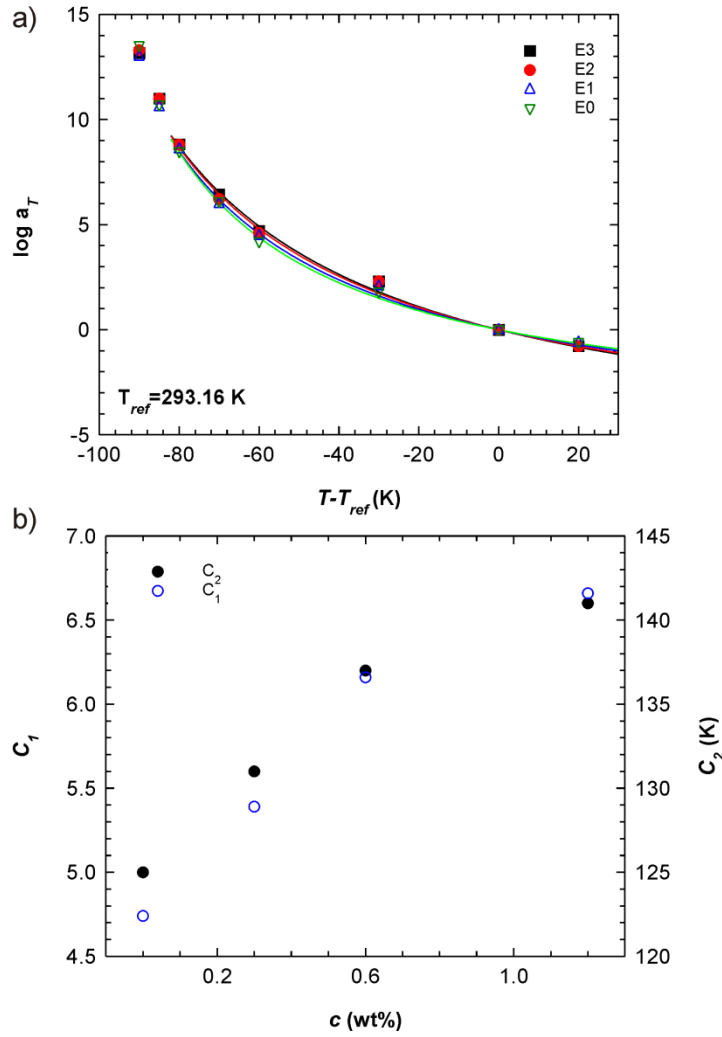 a)
15
10
5
0
-5
log a_T
E3
E2
E1
E0
T_ref=293.16 K
-100 -80 -60 -40 -20 0 20
T-T_ref (K)
b)
7.0
6.5
6.0
5.5
5.0
4.5
C_1
C_2
C_1
145
140
135
130
125
120
C_2 (K)
0.2 0.6 1.0
c (wt%)